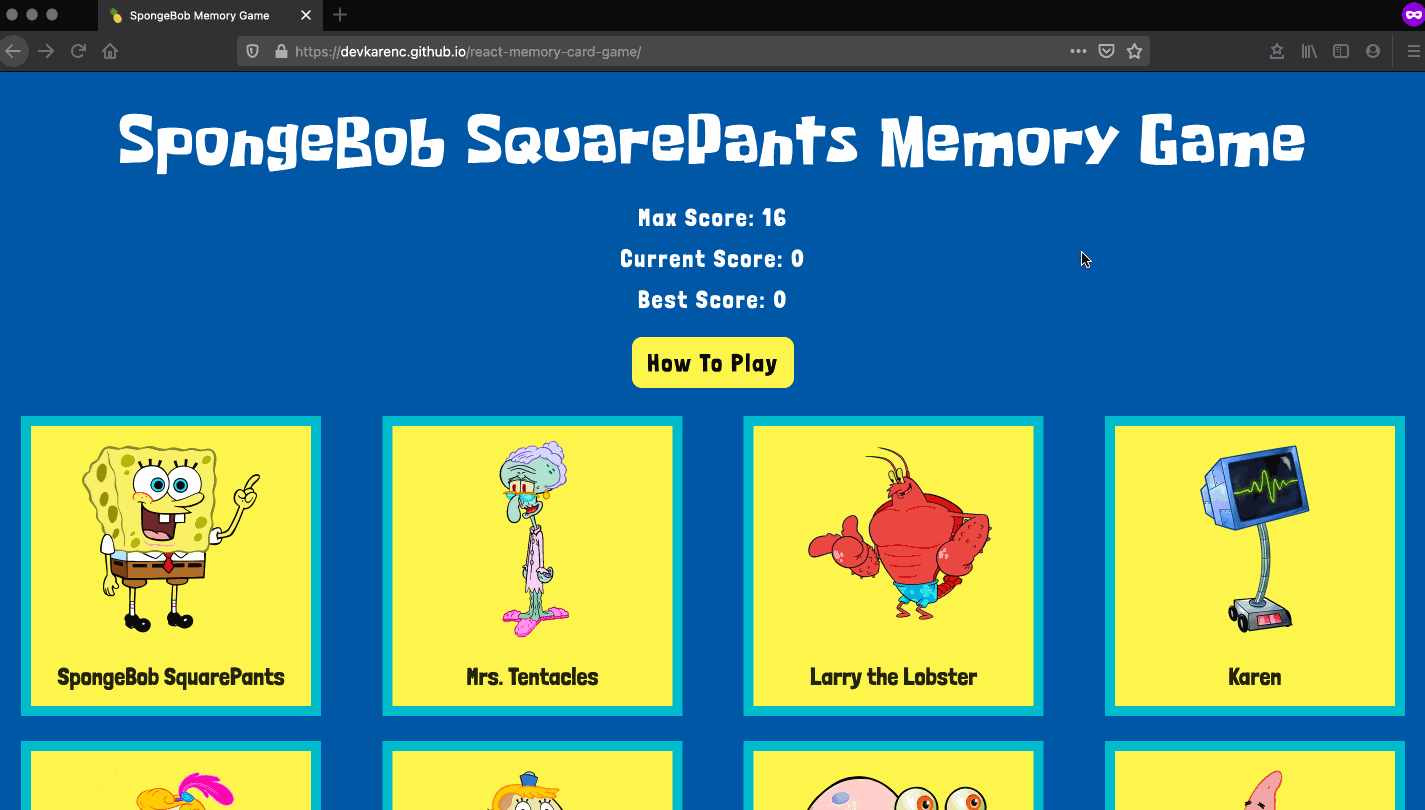 SpongeBob Memory Game
https://devkarenc.github.io/react-memory-card-game/
SpongeBob SquarePants Memory Game
Max Score: 16
Current Score: 0
Best Score: 0
How To Play
SpongeBob SquarePants
Mrs. Tentacles
Larry the Lobster
Karen